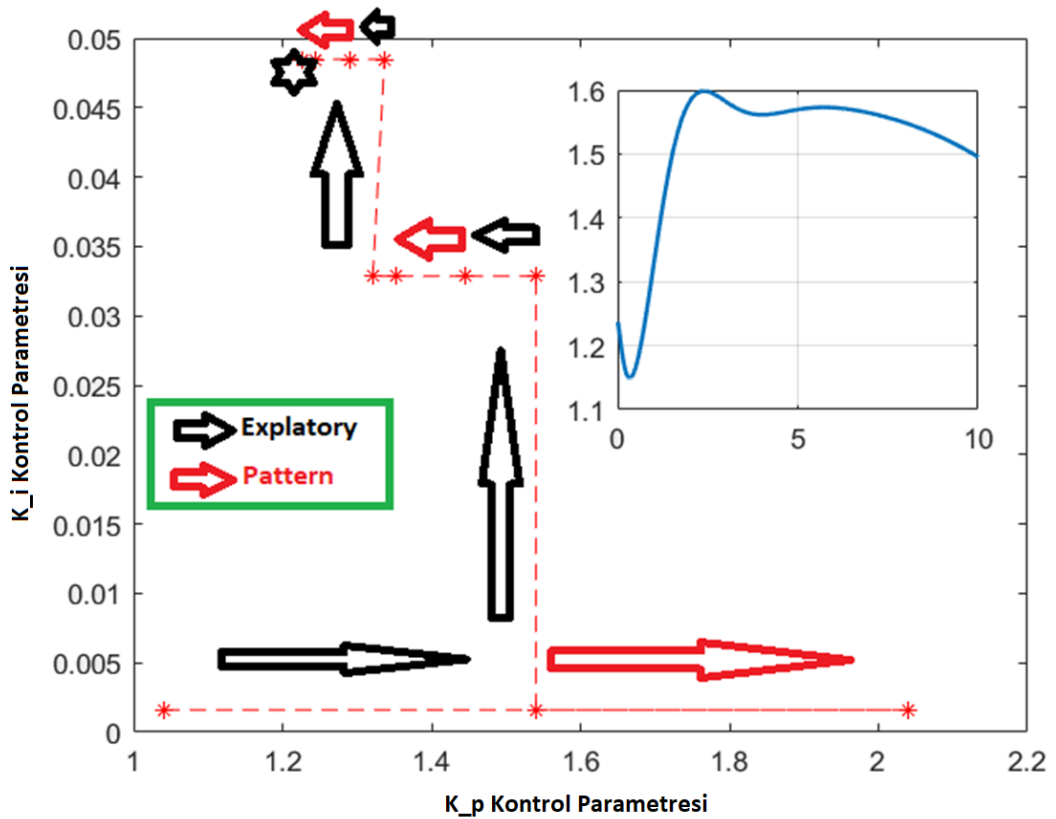 0.05
0.045
0.04
0.035
0.03
0.025
0.02
0.015
0.01
0.005
0
K_i Kontrol Parametresi
1.6
1.5
1.4
1.3
1.2
1.1
0 5 10
Explatory
Pattern
1 1.2 1.4 1.6 1.8 2 2.2
K_p Kontrol Parametresi